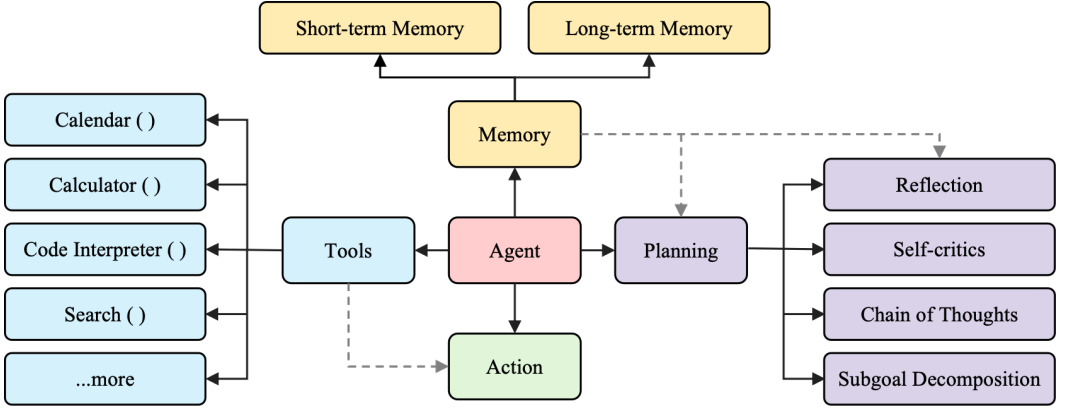 Short-term Memory
Long-term Memory
Calendar ( )
Calculator ( )
Code Interpreter ( )
Search ( )
...more
Memory
Tools
Agent
Planning
Action
Reflection
Self-critics
Chain of Thoughts
Subgoal Decomposition